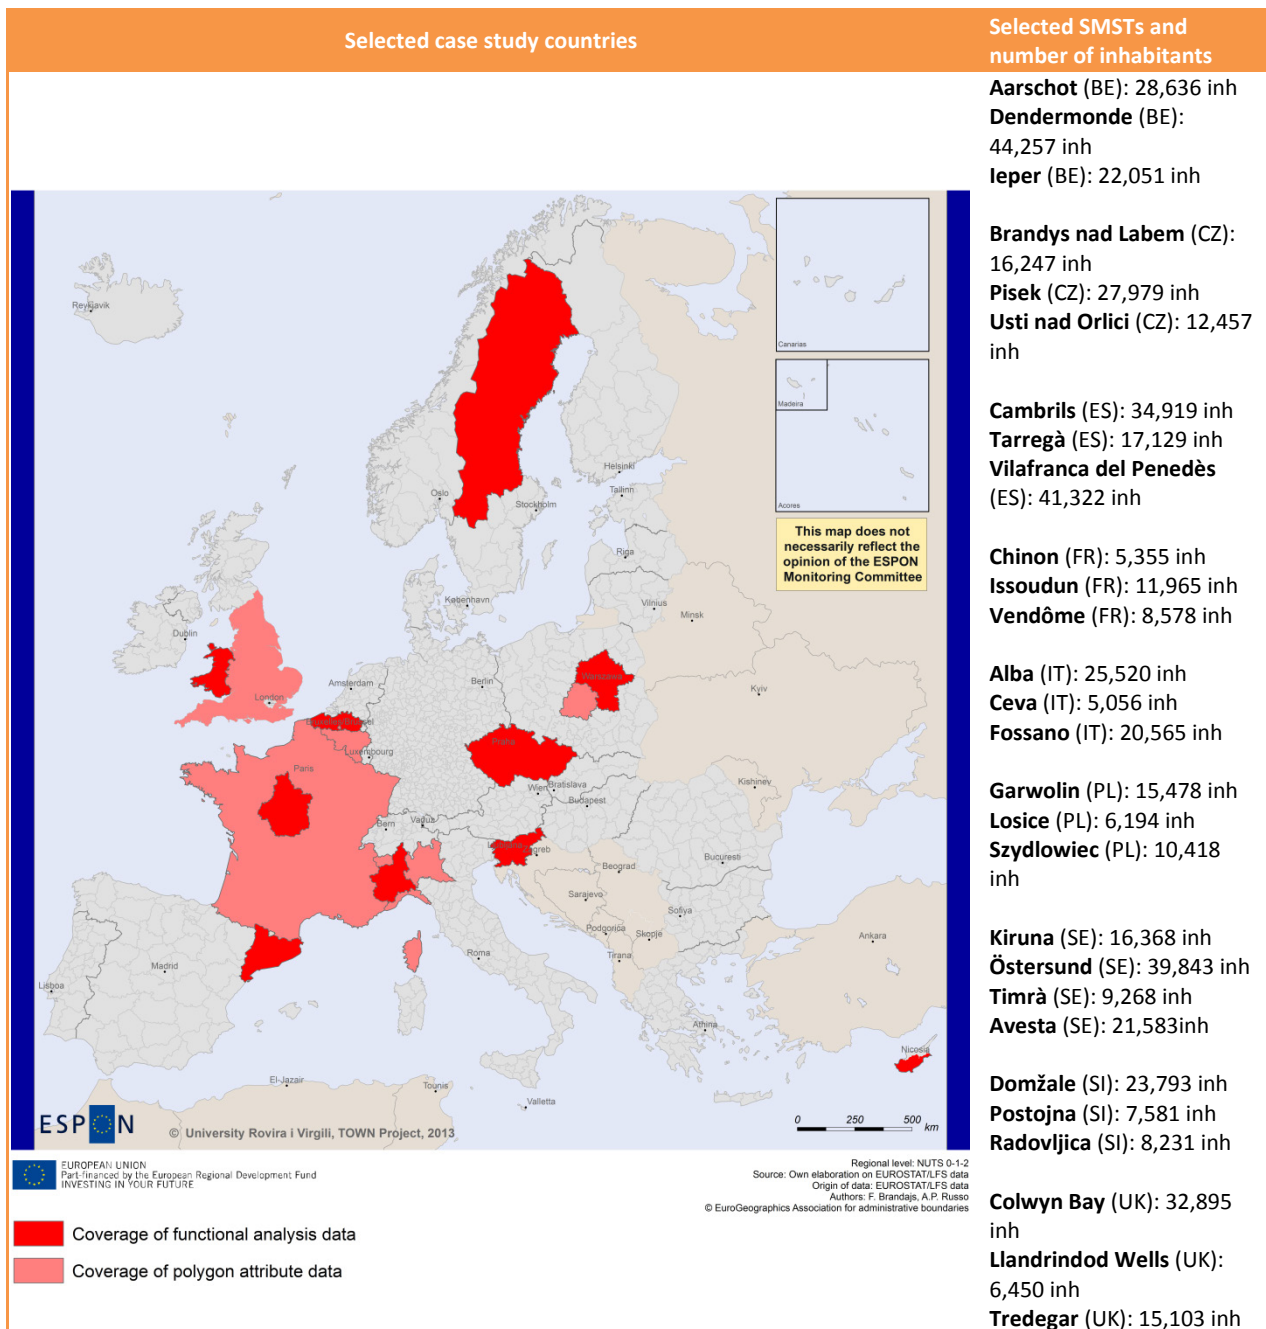 Selected case study countries
Selected SMSTs and
number of inhabitants
Aarschot (BE): 28,636 inh
Dendermonde (BE):
44,257 inh
Ieper (BE): 22,051 inh
Brandys nad Labem (CZ):
16,247 inh
Pisek (CZ): 27,979 inh
Usti nad Orlici (CZ): 12,457
inh
Cambrils (ES): 34,919 inh
Tarregà (ES): 17,129 inh
Vilafranca del Penedès
(ES): 41,322 inh
Chinon (FR): 5,355 inh
Issoudun (FR): 11,965 inh
Vendôme (FR): 8,578 inh
Alba (IT): 25,520 inh
Ceva (IT): 5,056 inh
Fossano (IT): 20,565 inh
Garwolin (PL): 15,478 inh
Losice (PL): 6,194 inh
Szydlowiec (PL): 10,418
inh
Kiruna (SE): 16,368 inh
Östersund (SE): 39,843 inh
Timrà (SE): 9,268 inh
Avesta (SE): 21,583inh
Domžale (SI): 23,793 inh
Postojna (SI): 7,581 inh
Radovljica (SI): 8,231 inh
Colwyn Bay (UK): 32,895
inh
Llandrindod Wells (UK):
6,450 inh
Tredegar (UK): 15,103 inh
Canarias
Madeira
Acores
This map does not
necessarily reflect the
opinion of the ESPON
Monitoring Committee
Reykjavik
Helsinki
Oslo
Tallinn
Stockholm
Riga
København
Vilnius
Minsk
Dublin
Amsterdam
Berlin
Warszawa
London
Kyiv
Luxembourg
Praha
Paris
Wien
Bratislava
Kishinev
Budapest
Bern
Vaduz
Zagreb
Beograd
Bucuresti
Sarajevo
Sofiya
Podgorica
Skopje
Ankara
Tirana
Roma
Madrid
Lisboa
Athina
Nicosia
El-Jazair
Tounis
Valletta
0 250 500
km
ESPON
© University Rovira i Virgili, TOWN Project, 2013
EUROPEAN UNION
Part-financed by the European Regional Development Fund
INVESTING IN YOUR FUTURE
Regional level: NUTS 0-1-2
Source: Own elaboration on EUROSTAT/LFS data
Origin of data: EUROSTAT/LFS data
Authors: F. Brandajs, A.P. Russo
© EuroGeographics Association for administrative boundaries
Coverage of functional analysis data
Coverage of polygon attribute data